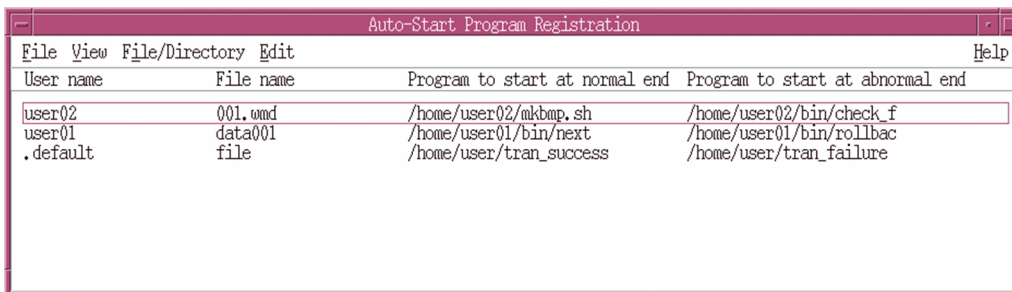 Auto-Start Program Registration
File View File/Directory Edit Help
User name File name Program to start at normal end Program to start at abnormal end
user02 001.wmd /home/user02/mkbmp.sh /home/user02/bin/check_f
user01 data001 /home/user01/bin/next /home/user01/bin/rollbac
.default file /home/user/tran_success /home/user/tran_failure